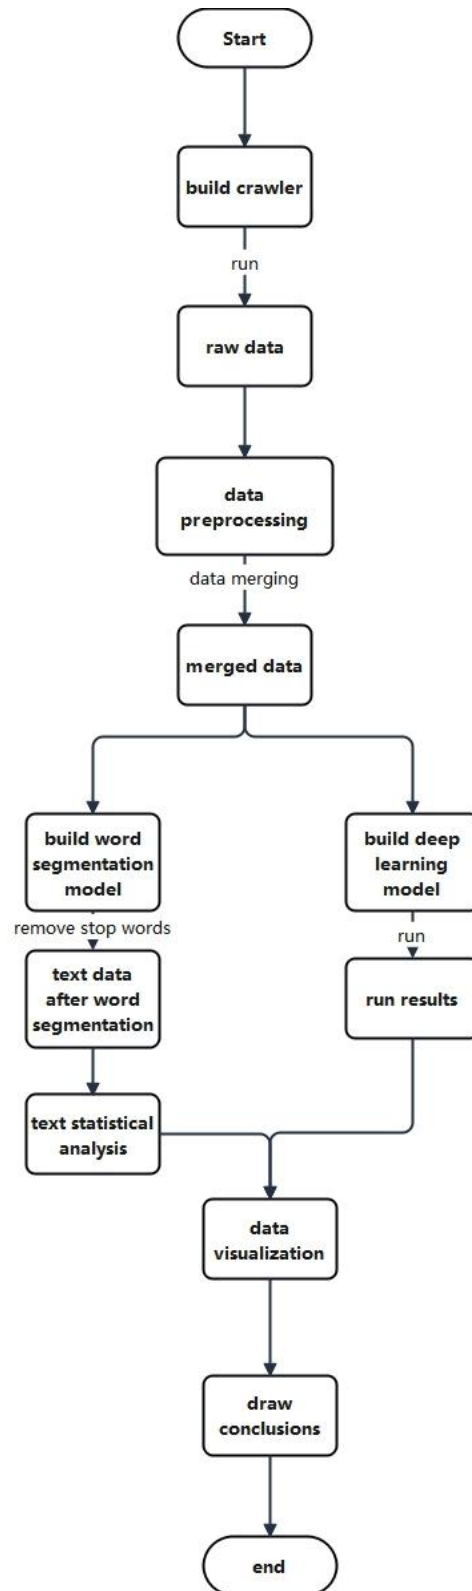 Start
build crawler
run
raw data
data
preprocessing
data merging
merged data
build word
segmentation
model
remove stop words
text data
after word
segmentation
text statistical
analysis
build deep
learning
model
run
run results
data
visualization
draw
conclusions
end